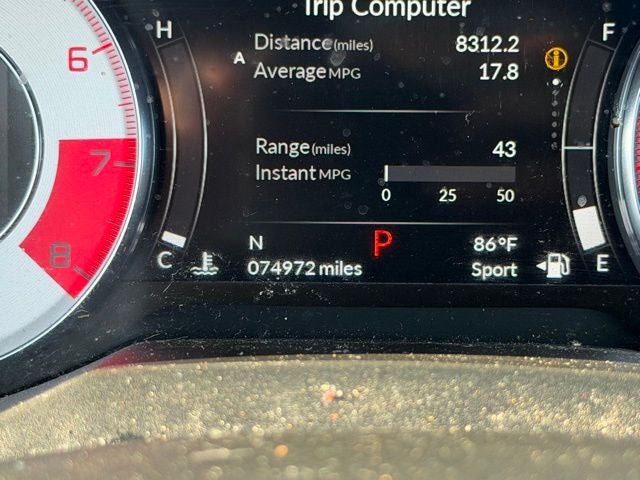 Trip Computer
H
F
6
Distance (miles) 8312.2
A
Average MPG 17.8
7
Range (miles) 43
Instant MPG
0 25 50
8
N P 86°F
C
E
074972 miles Sport